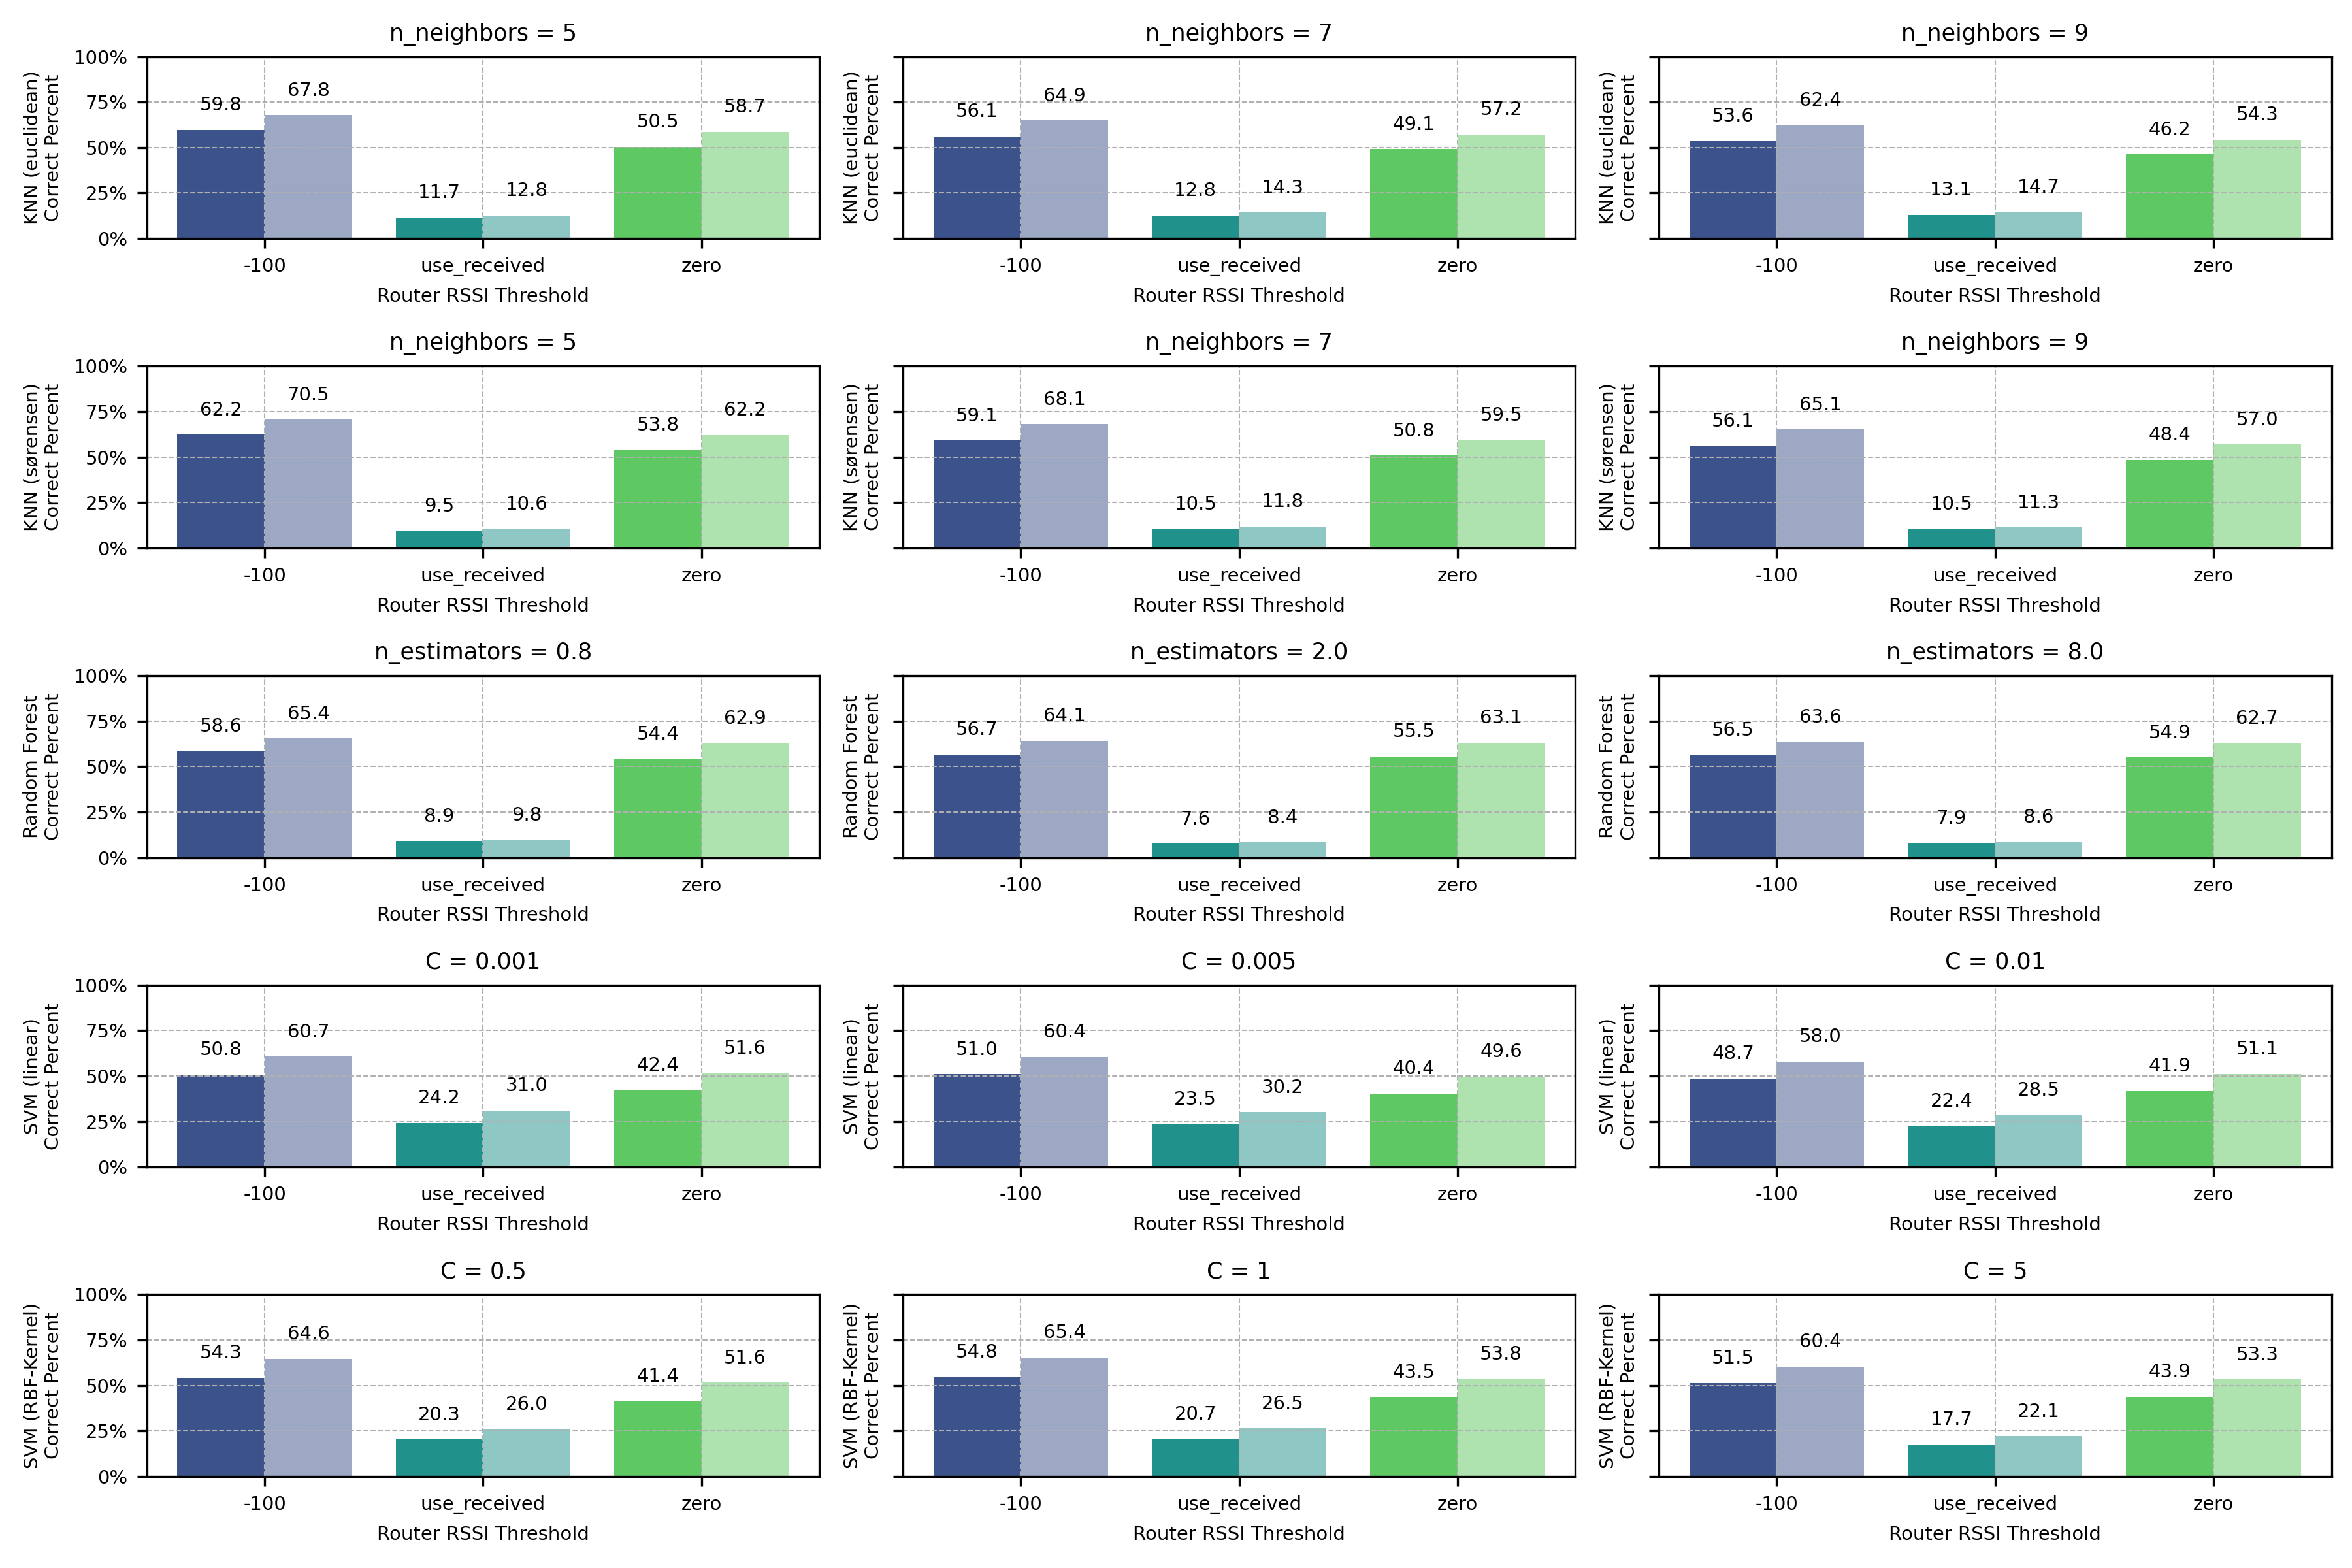 n_neighbors = 5
KNN (euclidean)
Correct Percent
100%
75%
50%
25%
0%
59.8
67.8
11.7
12.8
50.5
58.7
-100
use_received
zero
Router RSSI Threshold
n_neighbors = 7
KNN (euclidean)
Correct Percent
56.1
64.9
12.8
14.3
49.1
57.2
-100
use_received
zero
Router RSSI Threshold
n_neighbors = 9
KNN (euclidean)
Correct Percent
53.6
62.4
13.1
14.7
46.2
54.3
-100
use_received
zero
Router RSSI Threshold
n_neighbors = 5
KNN (sørensen)
Correct Percent
100%
75%
50%
25%
0%
62.2
70.5
9.5
10.6
53.8
62.2
-100
use_received
zero
Router RSSI Threshold
n_neighbors = 7
KNN (sørensen)
Correct Percent
59.1
68.1
10.5
11.8
50.8
59.5
-100
use_received
zero
Router RSSI Threshold
n_neighbors = 9
KNN (sørensen)
Correct Percent
56.1
65.1
10.5
11.3
48.4
57.0
-100
use_received
zero
Router RSSI Threshold
n_estimators = 0.8
Random Forest
Correct Percent
100%
75%
50%
25%
0%
58.6
65.4
8.9
9.8
54.4
62.9
-100
use_received
zero
Router RSSI Threshold
n_estimators = 2.0
Random Forest
Correct Percent
56.7
64.1
7.6
8.4
55.5
63.1
-100
use_received
zero
Router RSSI Threshold
n_estimators = 8.0
Random Forest
Correct Percent
56.5
63.6
7.9
8.6
54.9
62.7
-100
use_received
zero
Router RSSI Threshold
C = 0.001
SVM (linear)
Correct Percent
100%
75%
50%
25%
0%
50.8
60.7
24.2
31.0
42.4
51.6
-100
use_received
zero
Router RSSI Threshold
C = 0.005
SVM (linear)
Correct Percent
51.0
60.4
23.5
30.2
40.4
49.6
-100
use_received
zero
Router RSSI Threshold
C = 0.01
SVM (linear)
Correct Percent
48.7
58.0
22.4
28.5
41.9
51.1
-100
use_received
zero
Router RSSI Threshold
C = 0.5
SVM (RBF-Kernel)
Correct Percent
100%
75%
50%
25%
0%
54.3
64.6
20.3
26.0
41.4
51.6
-100
use_received
zero
Router RSSI Threshold
C = 1
SVM (RBF-Kernel)
Correct Percent
54.8
65.4
20.7
26.5
43.5
53.8
-100
use_received
zero
Router RSSI Threshold
C = 5
SVM (RBF-Kernel)
Correct Percent
51.5
60.4
17.7
22.1
43.9
53.3
-100
use_received
zero
Router RSSI Threshold